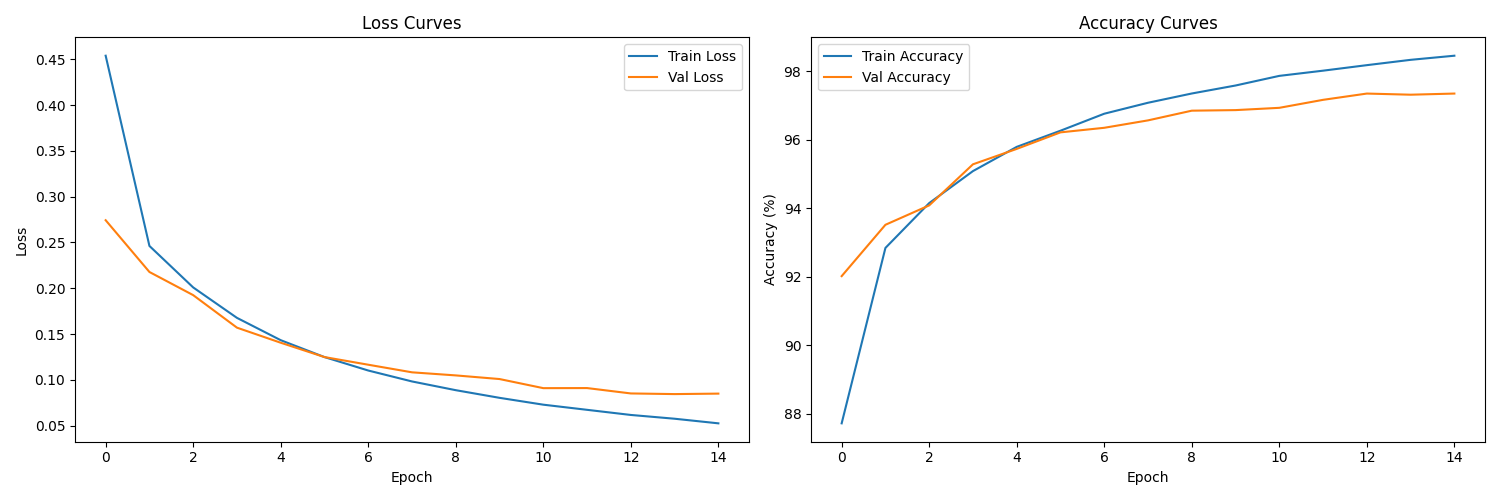 Loss Curves
Train Loss
Val Loss
0.45
0.40
0.35
0.30
0.25
0.20
0.15
0.10
0.05
Loss
0 2 4 6 8 10 12 14
Epoch
Accuracy Curves
Train Accuracy
Val Accuracy
98
96
94
92
90
88
Accuracy (%)
0 2 4 6 8 10 12 14
Epoch